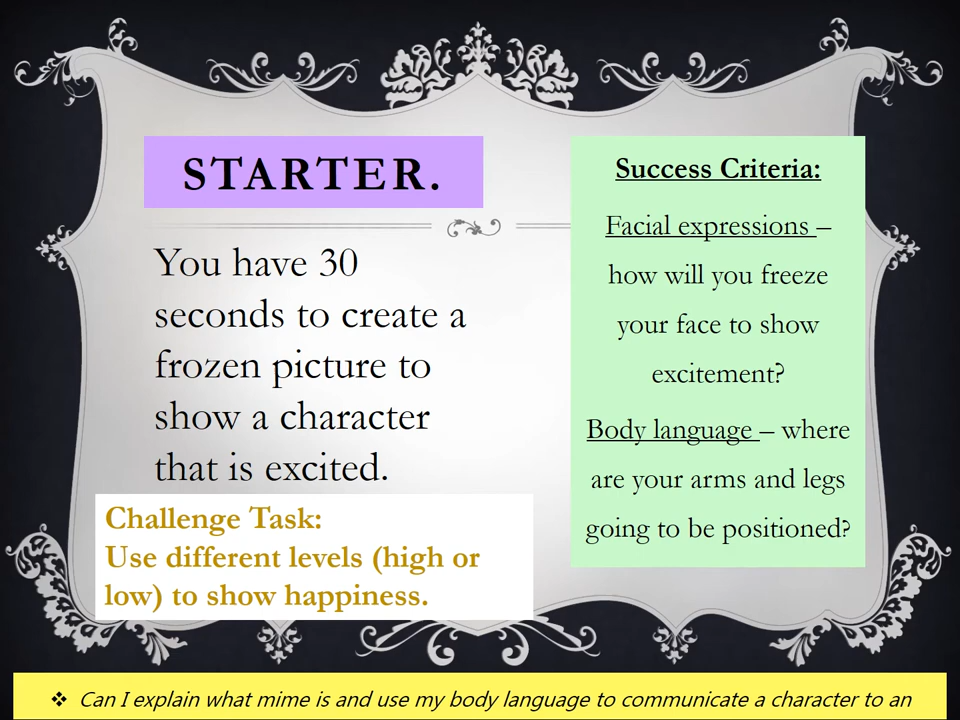 STARTER.
You have 30
seconds to create a
frozen picture to
show a character
that is excited.
Challenge Task:
Use different levels (high or
low) to show happiness.
Success Criteria:
Facial expressions –
how will you freeze
your face to show
excitement?
Body language – where
are your arms and legs
going to be positioned?
❖ Can I explain what mime is and use my body language to communicate a character to an